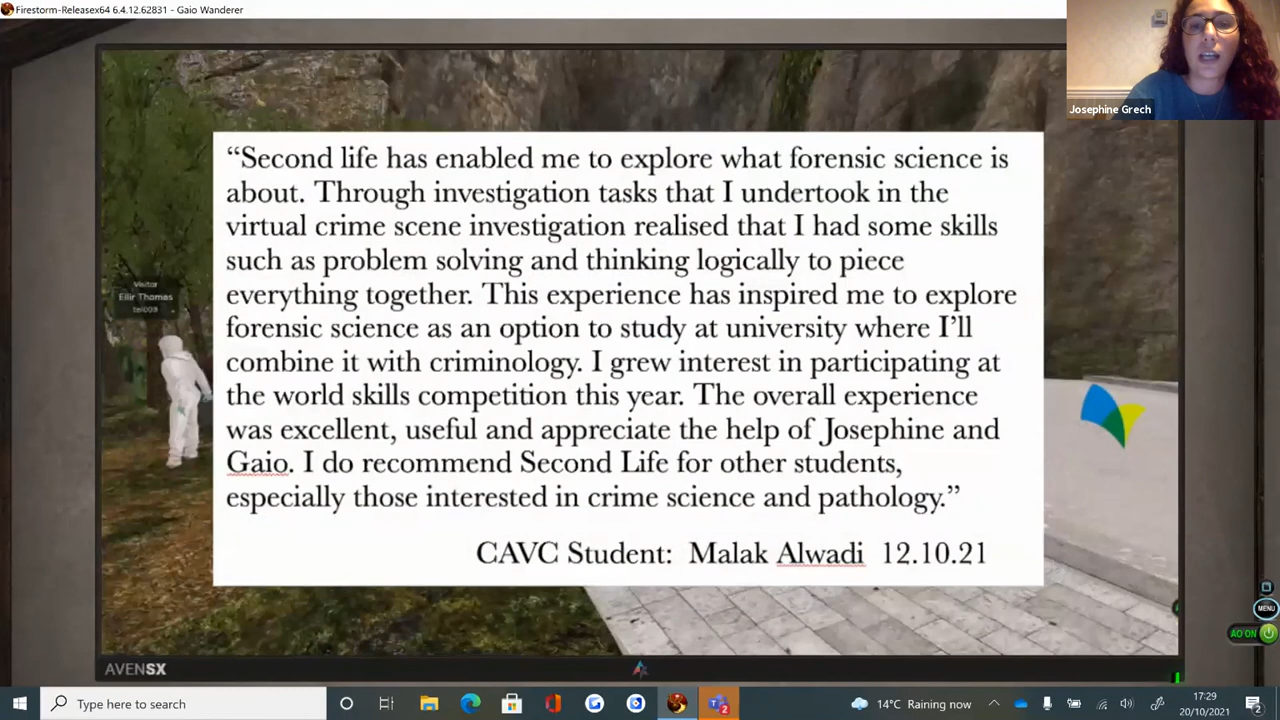 Firestorm-Releasex64 6.4.12.62831 - Gaio Wanderer
Josephine Grech
“Second life has enabled me to explore what forensic science is
about. Through investigation tasks that I undertook in the
virtual crime scene investigation realised that I had some skills
such as problem solving and thinking logically to piece
everything together. This experience has inspired me to explore
forensic science as an option to study at university where I’ll
combine it with criminology. I grew interest in participating at
the world skills competition this year. The overall experience
was excellent, useful and appreciate the help of Josephine and
Gaio. I do recommend Second Life for other students,
especially those interested in crime science and pathology.”
CAVC Student: Malak Alwadi 12.10.21
Visitor
Thomas
MENU
AO ON
AVENSX
Type here to search
2
14°C Raining now
17:29
20/10/2021
2